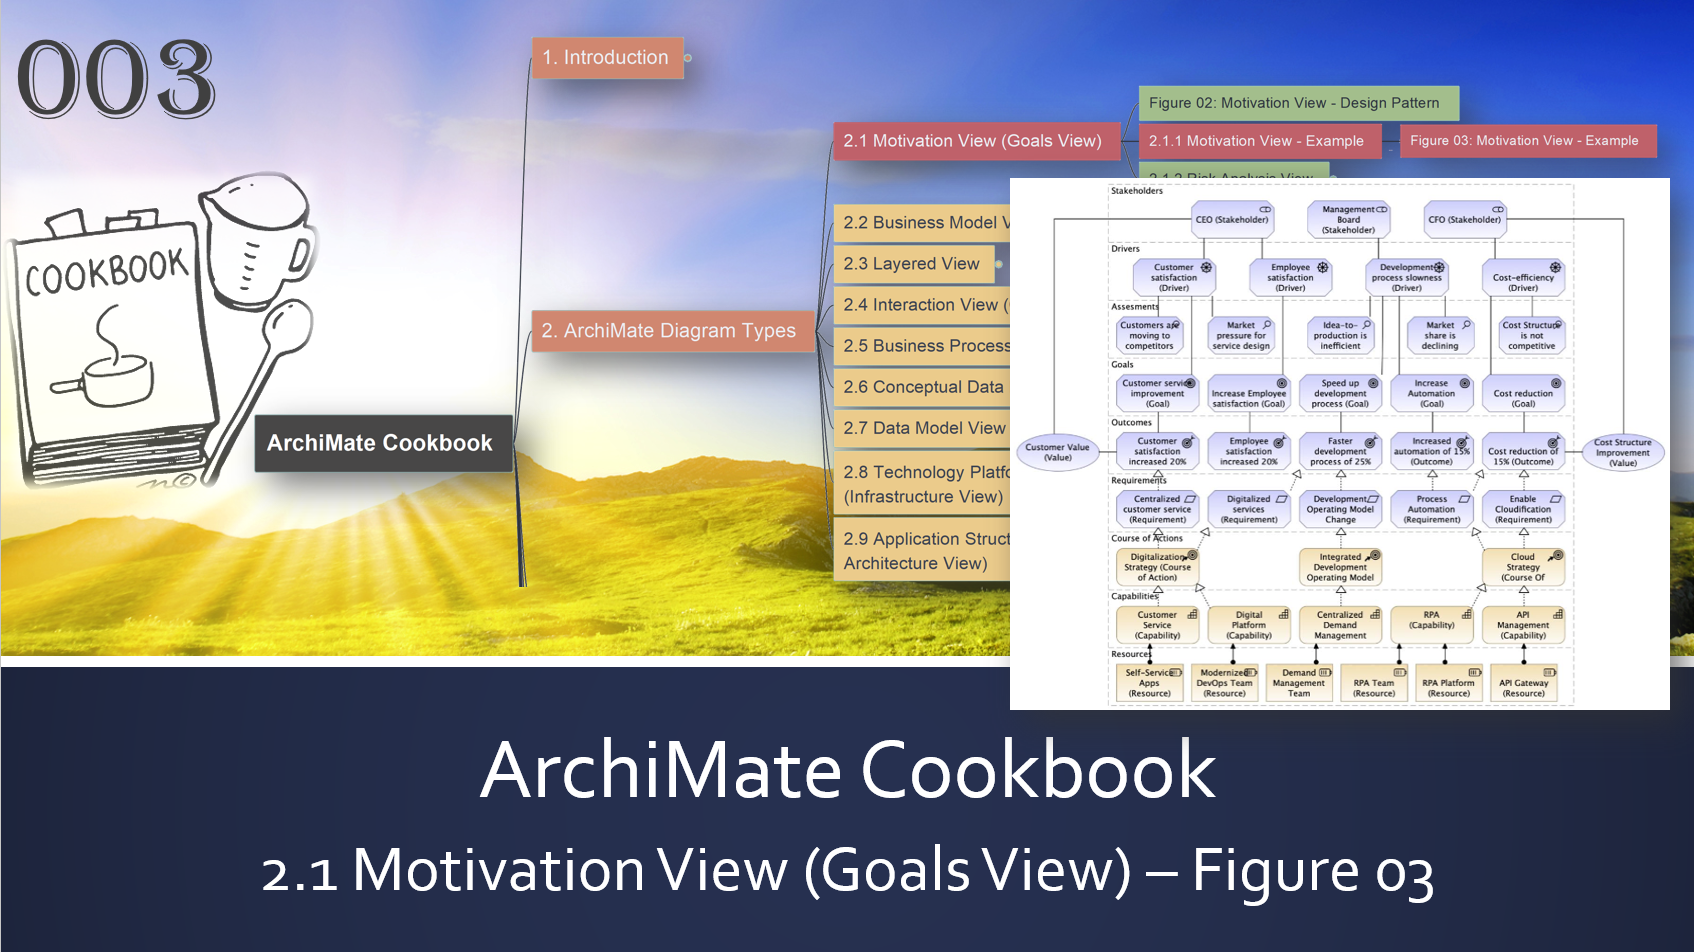 003
1. Introduction
Figure 02: Motivation View - Design Pattern
2.1 Motivation View (Goals View)
2.1.1 Motivation View - Example
Figure 03: Motivation View - Example
2.1.2 Risk Analysis View
2.2 Business Model V
2.3 Layered View
2.4 Interaction View (
2.5 Business Process
2.6 Conceptual Data
2.7 Data Model View
2.8 Technology Platfo
(Infrastructure View)
2.9 Application Struct
Architecture View)
2. ArchiMate Diagram Types
COOKBOOK
ArchiMate Cookbook
Stakeholders
CEO (Stakeholder)
Management
Board
(Stakeholder)
CFO (Stakeholder)
Drivers
Customer
satisfaction
(Driver)
Employee
satisfaction
(Driver)
Development
process slowness
(Driver)
Cost-efficiency
(Driver)
Assesments
Customers are
moving to
competitors
Market
pressure for
service design
Idea-to-
production is
inefficient
Market
share is
declining
Cost Structure
is not
competitive
Goals
Customer service
improvement
(Goal)
Increase Employee
satisfaction (Goal)
Speed up
development
process (Goal)
Increase
Automation
(Goal)
Cost reduction
(Goal)
Outcomes
Customer Value
(Value)
Customer
satisfaction
increased 20%
Employee
satisfaction
increased 20%
Faster
development
process of 25%
Increased
automation of 15%
(Outcome)
Cost reduction of
15% (Outcome)
Cost Structure
Improvement
(Value)
Requirements
Centralized
customer service
(Requirement)
Digitalized
services
(Requirement)
Development
Operating Model
Change
Process
Automation
(Requirement)
Enable
Cloudification
(Requirement)
Course of Actions
Digitalization
Strategy (Course
of Action)
Integrated
Development
Operating Model
Cloud
Strategy
(Course Of
Capabilities
Customer
Service
(Capability)
Digital
Platform
(Capability)
Centralized
Demand
Management
RPA
(Capability)
API
Management
(Capability)
Resources
Self-Service
Apps
(Resource)
Modernized
DevOps Team
(Resource)
Demand
Management
Team
RPA Team
(Resource)
RPA Platform
(Resource)
API Gateway
(Resource)
ArchiMate Cookbook
2.1 Motivation View (Goals View) – Figure 03